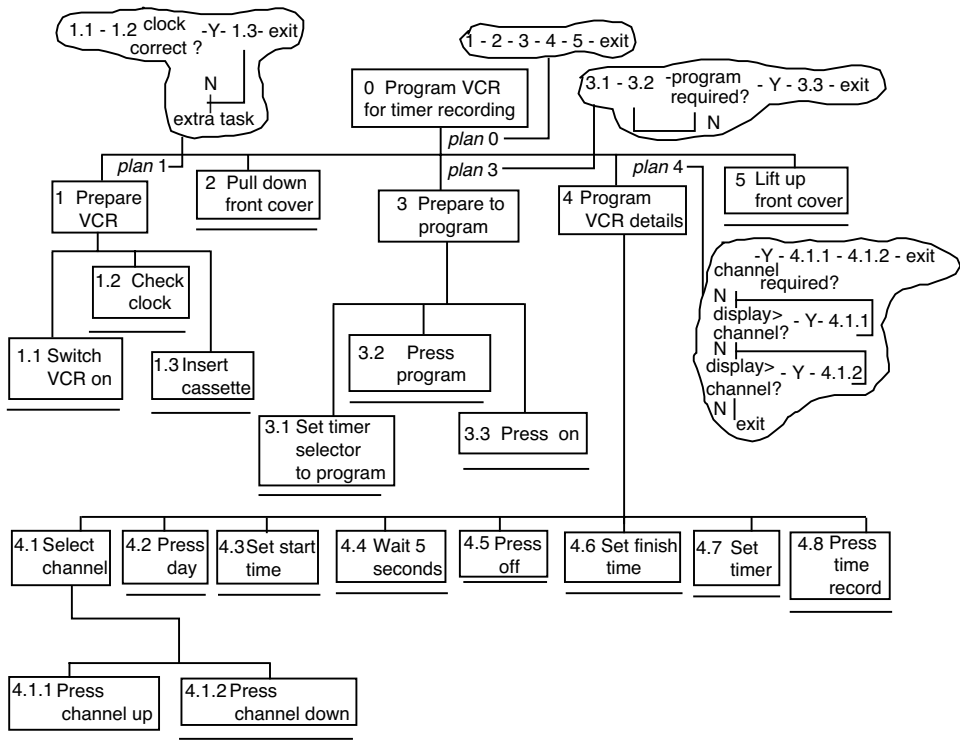 1.1 - 1.2 clock correct ? -Y- 1.3- exit
N
extra task
1 - 2 - 3 - 4 - 5 - exit
0 Program VCR
for timer recording
3.1 - 3.2 -program required? - Y - 3.3 - exit
N
plan 0
plan 1
plan 3
plan 4
1 Prepare
VCR
2 Pull down
front cover
3 Prepare to
program
4 Program
VCR details
5 Lift up
front cover
1.2 Check
clock
1.1 Switch
VCR on
1.3 Insert
cassette
3.2 Press
program
3.1 Set timer
selector
to program
3.3 Press on
-Y - 4.1.1 - 4.1.2 - exit
channel
required?
N
display>
channel? - Y- 4.1.1
N
display> - Y - 4.1.2
channel?
N
exit
4.1 Select
channel
4.2 Press
day
4.3 Set start
time
4.4 Wait 5
seconds
4.5 Press
off
4.6 Set finish
time
4.7 Set
timer
4.8 Press
time
record
4.1.1 Press
channel up
4.1.2 Press
channel down